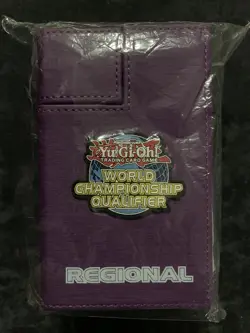 Yu-Gi-Oh!
TRADING CARD GAME
WORLD
CHAMPIONSHIP
QUALIFIER
REGIONAL